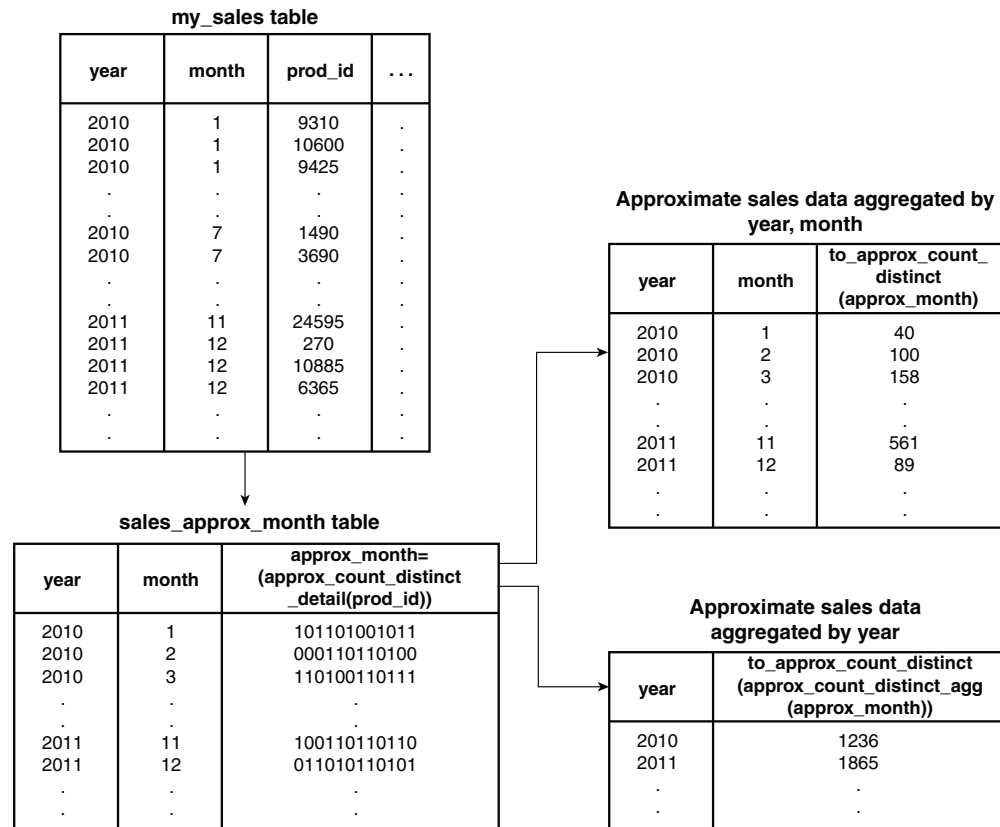 my_sales table
year month prod_id . . .
2010 1 9310 .
2010 1 10600 .
2010 1 9425 .
. . . .
. . . .
2010 7 1490 .
2010 7 3690 .
. . . .
. . . .
2011 11 24595 .
2011 12 270 .
2011 12 10885 .
2011 12 6365 .
. . . .
. . . .
sales_approx_month table
year month approx_month=
(approx_count_distinct
_detail(prod_id))
2010 1 101101001011
2010 2 000110110100
2010 3 110100110111
. . .
. . .
2011 11 100110110110
2011 12 011010110101
. . .
. . .
Approximate sales data aggregated by
year, month
year month to_approx_count_
distinct
(approx_month)
2010 1 40
2010 2 100
2010 3 158
. . .
. . .
2011 11 561
2011 12 89
. . .
. . .
Approximate sales data
aggregated by year
year to_approx_count_distinct
(approx_count_distinct_agg
(approx_month))
2010 1236
2011 1865
. .
. .